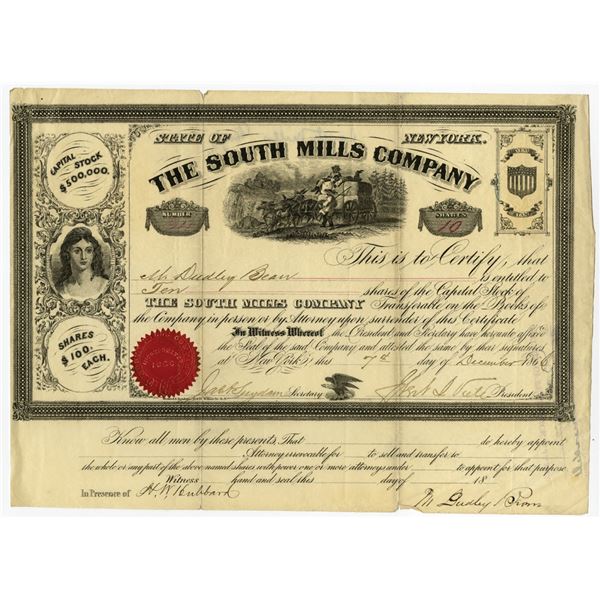 STATE OF NEW YORK.
THE SOUTH MILLS COMPANY
CAPITAL STOCK
$500,000.
NUMBER
SHARES
10
This is to Certify, that
M. Dudley Bean is entitled to
Ten shares of the Capital Stock of
THE SOUTH MILLS COMPANY Transferable on the Books of
the Company in person or by Attorney upon surrender of this Certificate
In Witness Whereof the President and Secretary have hereunto affixed
the Seal of the said Company and attested the same by their signatures
at New York this 7th day of December 1866
Secretary
President
SHARES
$100.
EACH.
Know all men by these presents, That do hereby appoint
Attorney irrevocable for to sell and transfer to
the whole or any part of the above named shares with power one or more attorneys under to appoint for that purpose
Witness hand and seal this day of 18
In Presence of H. W. Hubbard
M Dudley Bean